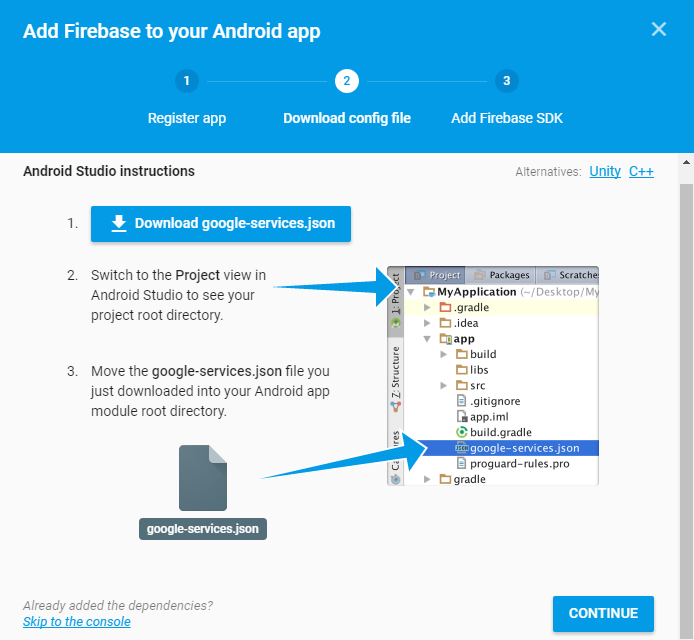 Add Firebase to your Android app
1
2
3
Register app
Download config file
Add Firebase SDK
Android Studio instructions
Alternatives: Unity C++
1. Download google-services.json
2. Switch to the Project view in
Android Studio to see your
project root directory.
3. Move the google-services.json file you
just downloaded into your Android app
module root directory.
google-services.json
Project Packages Scratches
1: Project
Z: Structure
MyApplication (~/Desktop/My
.gradle
.idea
app
build
libs
src
.gitignore
app.iml
build.gradle
google-services.json
proguard-rules.pro
gradle
Already added the dependencies?
Skip to the console
CONTINUE